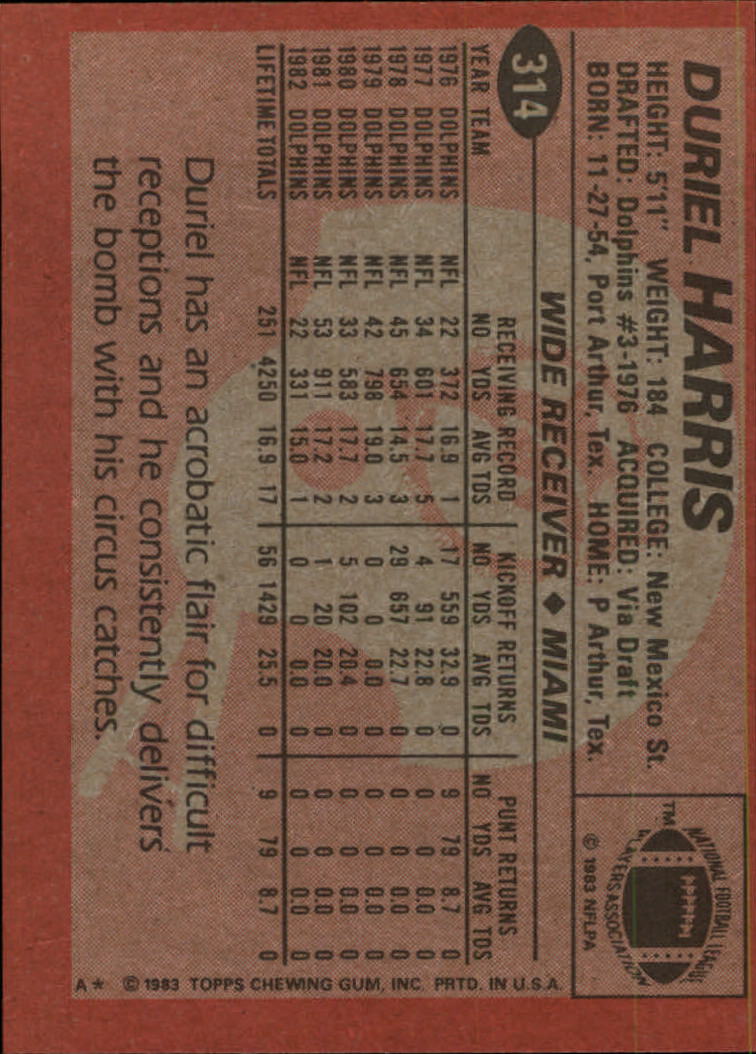 DURIEL HARRIS
HEIGHT: 5'11" WEIGHT: 184 COLLEGE: New Mexico St.
DRAFTED: Dolphins #3-1976 ACQUIRED: Via Draft
BORN: 11-27-54, Port Arthur, Tex. HOME: P Arthur, Tex.
NATIONAL FOOTBALL LEAGUE
PLAYERS ASSOCIATION
TM
© 1983 NFLPA
314
WIDE RECEIVER ◆ MIAMI
RECEIVING RECORD KICKOFF RETURNS PUNT RETURNS
YEAR TEAM NO YDS AVG TDS NO YDS AVG TDS NO YDS AVG TDS
1976 DOLPHINS NFL 22 372 16.9 1 17 559 32.9 0 9 79 8.7 0
1977 DOLPHINS NFL 34 601 17.7 5 4 91 22.8 0 0 0 0.0 0
1978 DOLPHINS NFL 45 654 14.5 3 29 657 22.7 0 0 0 0.0 0
1979 DOLPHINS NFL 42 798 19.0 3 0 0 0.0 0 0 0 0.0 0
1980 DOLPHINS NFL 33 583 17.7 2 5 102 20.4 0 0 0 0.0 0
1981 DOLPHINS NFL 53 911 17.2 2 1 20 20.0 0 0 0 0.0 0
1982 DOLPHINS NFL 22 331 15.0 1 0 0 0.0 0 0 0 0.0 0
LIFETIME TOTALS 251 4250 16.9 17 56 1429 25.5 0 9 79 8.7 0
Duriel has an acrobatic flair for difficult
receptions and he consistently delivers
the bomb with his circus catches.
A* © 1983 TOPPS CHEWING GUM, INC. PRTD. IN U.S.A.